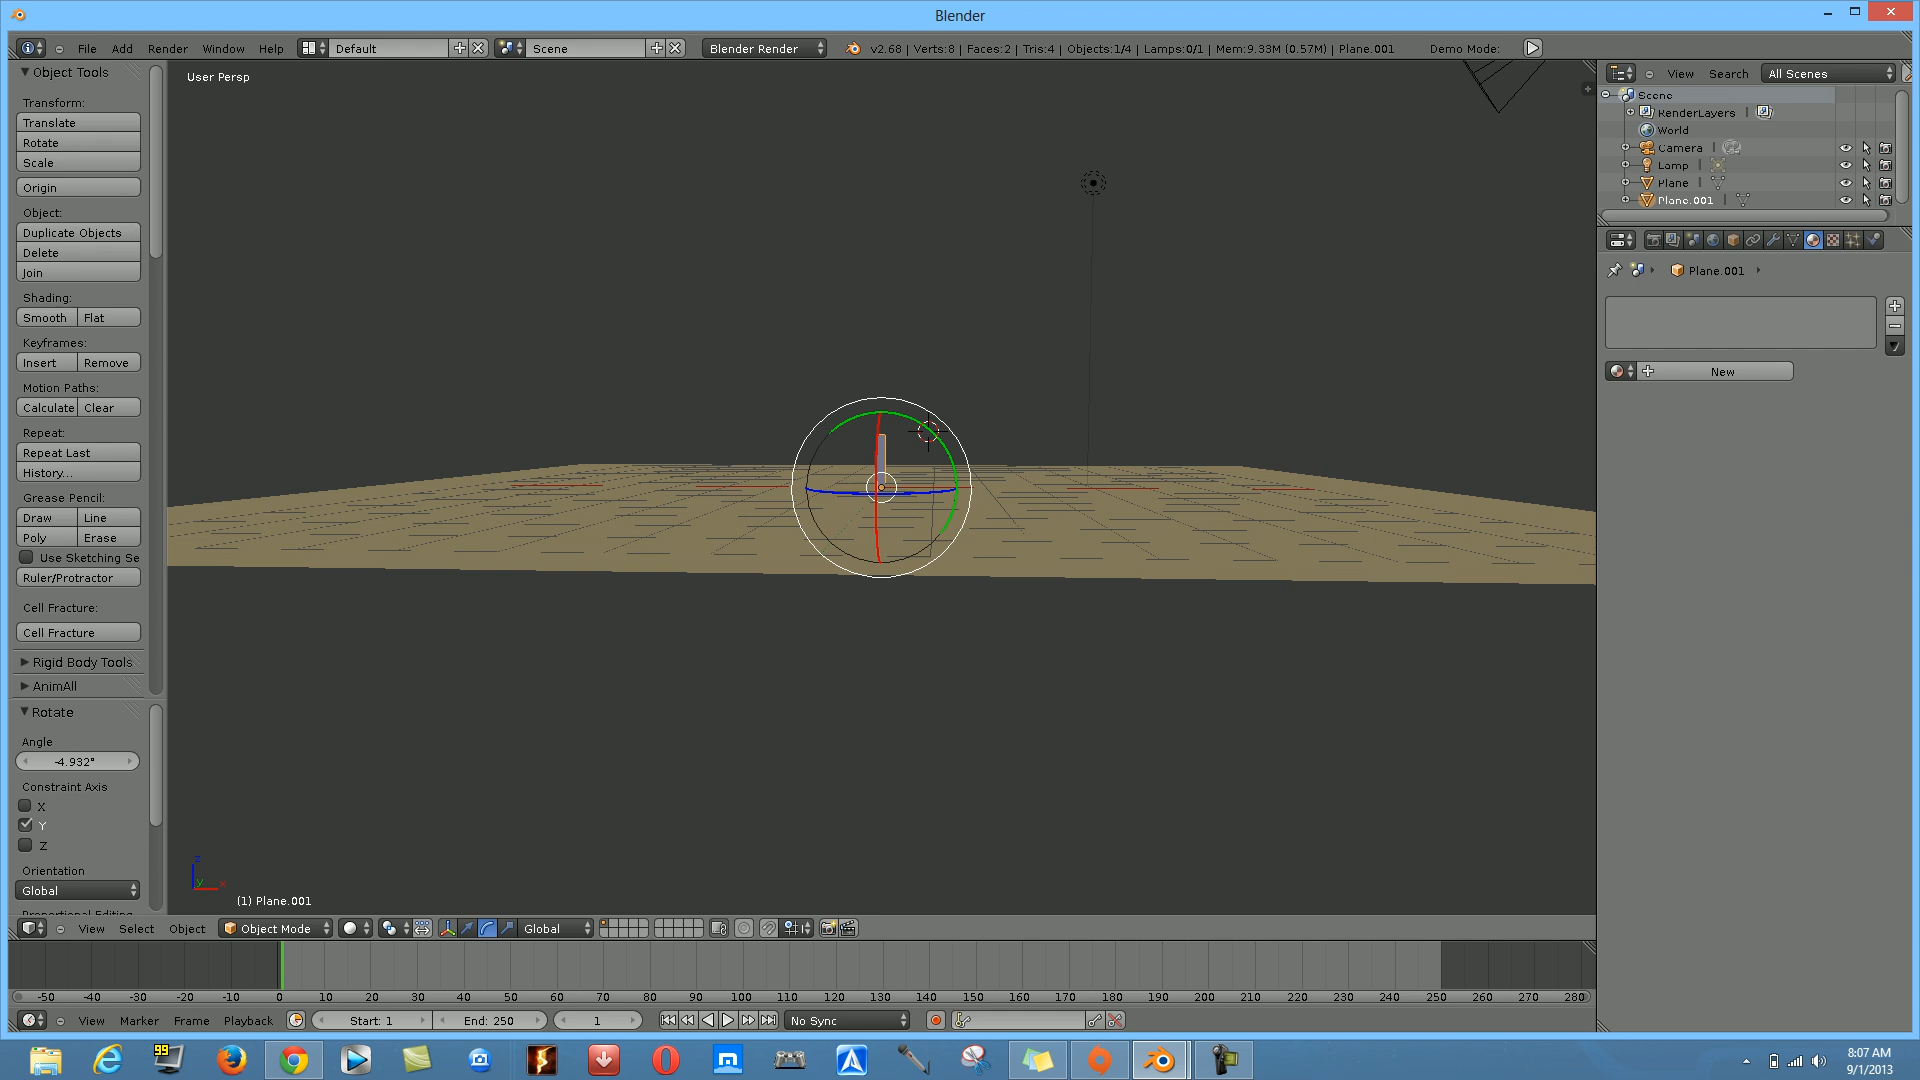 Blender
File Add Render Window Help Default Scene Blender Render v2.68 | Verts:8 | Faces:2 | Tris:4 | Objects:1/4 | Lamps:0/1 | Mem:9.33M (0.57M) | Plane.001 Demo Mode:
Object Tools
Transform:
Translate
Rotate
Scale
Origin
Object:
Duplicate Objects
Delete
Join
Shading:
Smooth Flat
Keyframes:
Insert Remove
Motion Paths:
Calculate Clear
Repeat:
Repeat Last
History...
Grease Pencil:
Draw Line
Poly Erase
Use Sketching Se
Ruler/Protractor
Cell Fracture:
Cell Fracture
Rigid Body Tools
AnimAll
Rotate
Angle
-4.932°
Constraint Axis
X
Y
Z
Orientation
Global
Proportional Editing
User Persp
z
y x
(1) Plane.001
View Search All Scenes
Scene
RenderLayers |
World
Camera |
Lamp |
Plane |
Plane.001 |
Plane.001
New
View Select Object Object Mode Global
-50 -40 -30 -20 -10 0 10 20 30 40 50 60 70 80 90 100 110 120 130 140 150 160 170 180 190 200 210 220 230 240 250 260 270 280
View Marker Frame Playback Start: 1 End: 250 1 No Sync
99
8:07 AM
9/1/2013